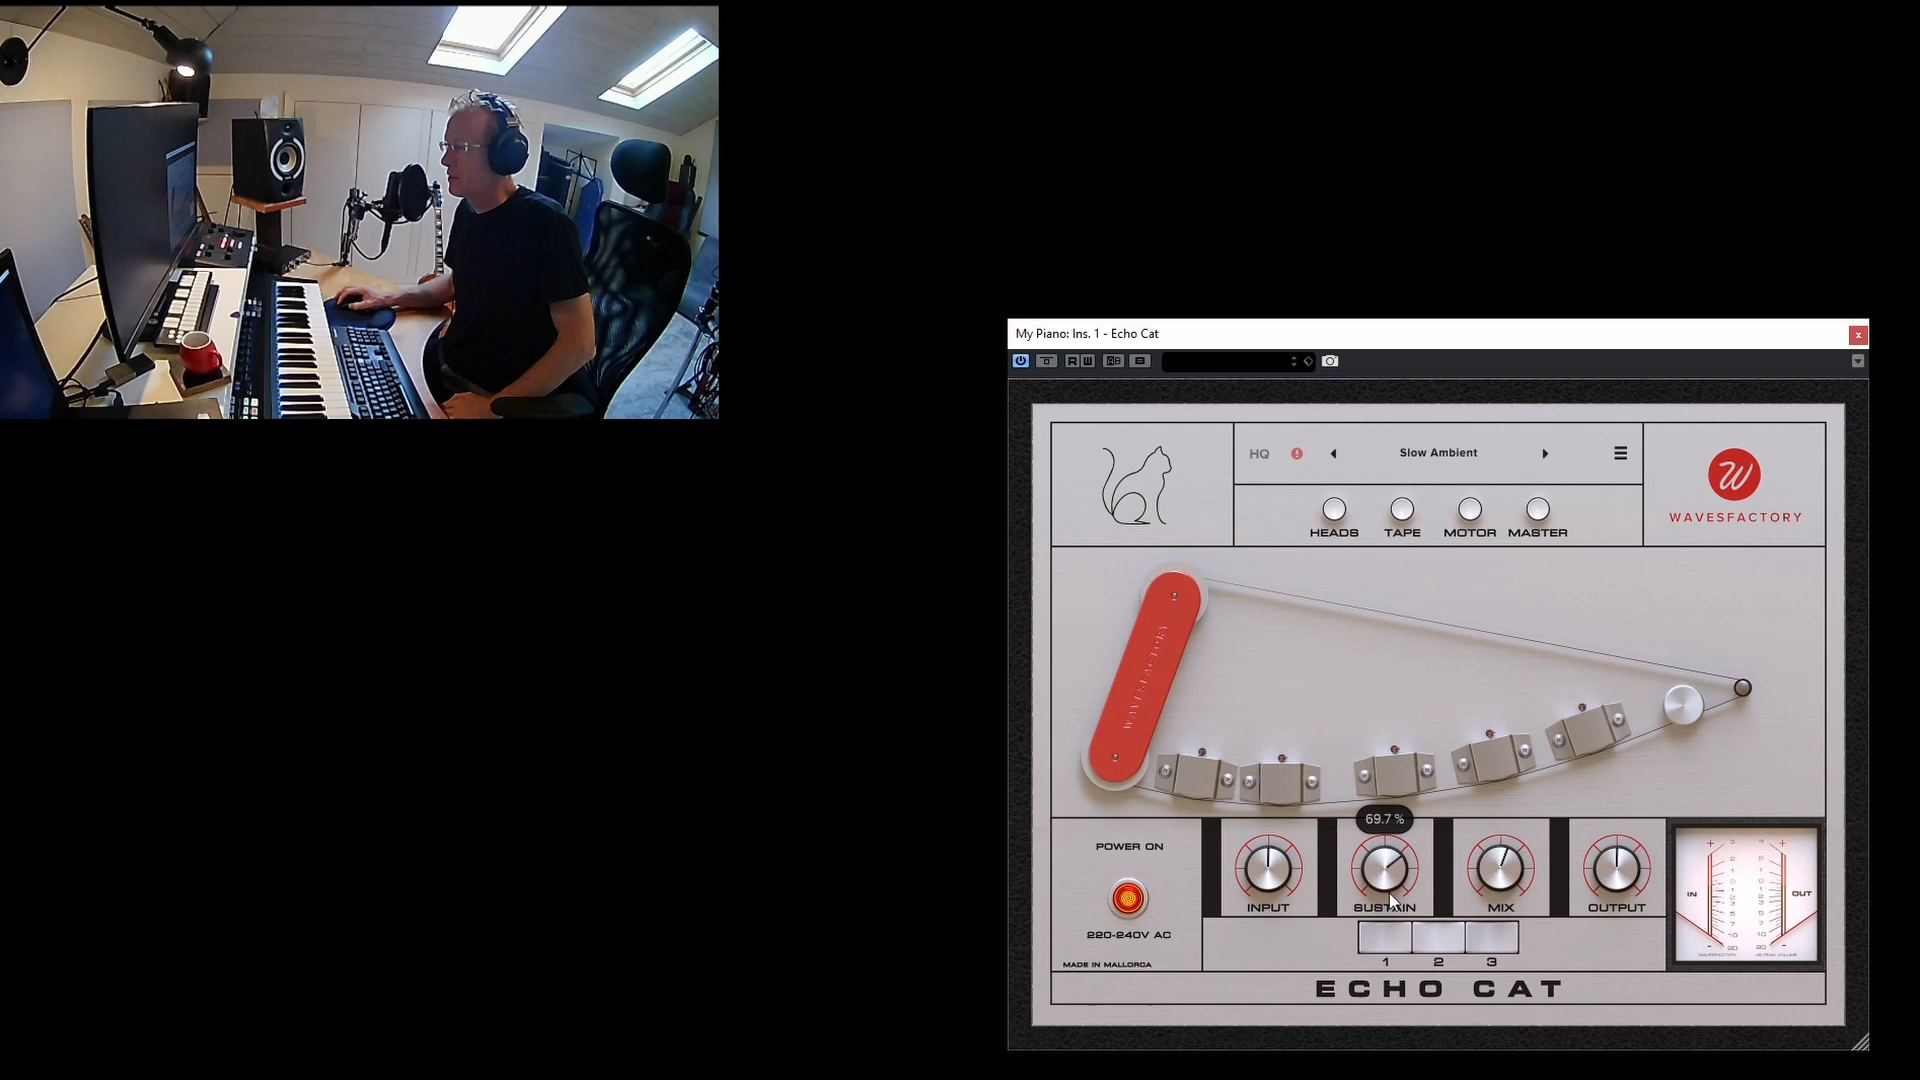 My Piano: Ins. 1 - Echo Cat
R W
HQ
Slow Ambient
W
WAVESFACTORY
HEADS TAPE MOTOR MASTER
WAVESFACTORY
69.7 %
POWER ON
220-240V AC
MADE IN MALLORCA
INPUT SUSTAIN MIX OUTPUT
IN OUT
1 2 3
ECHO CAT